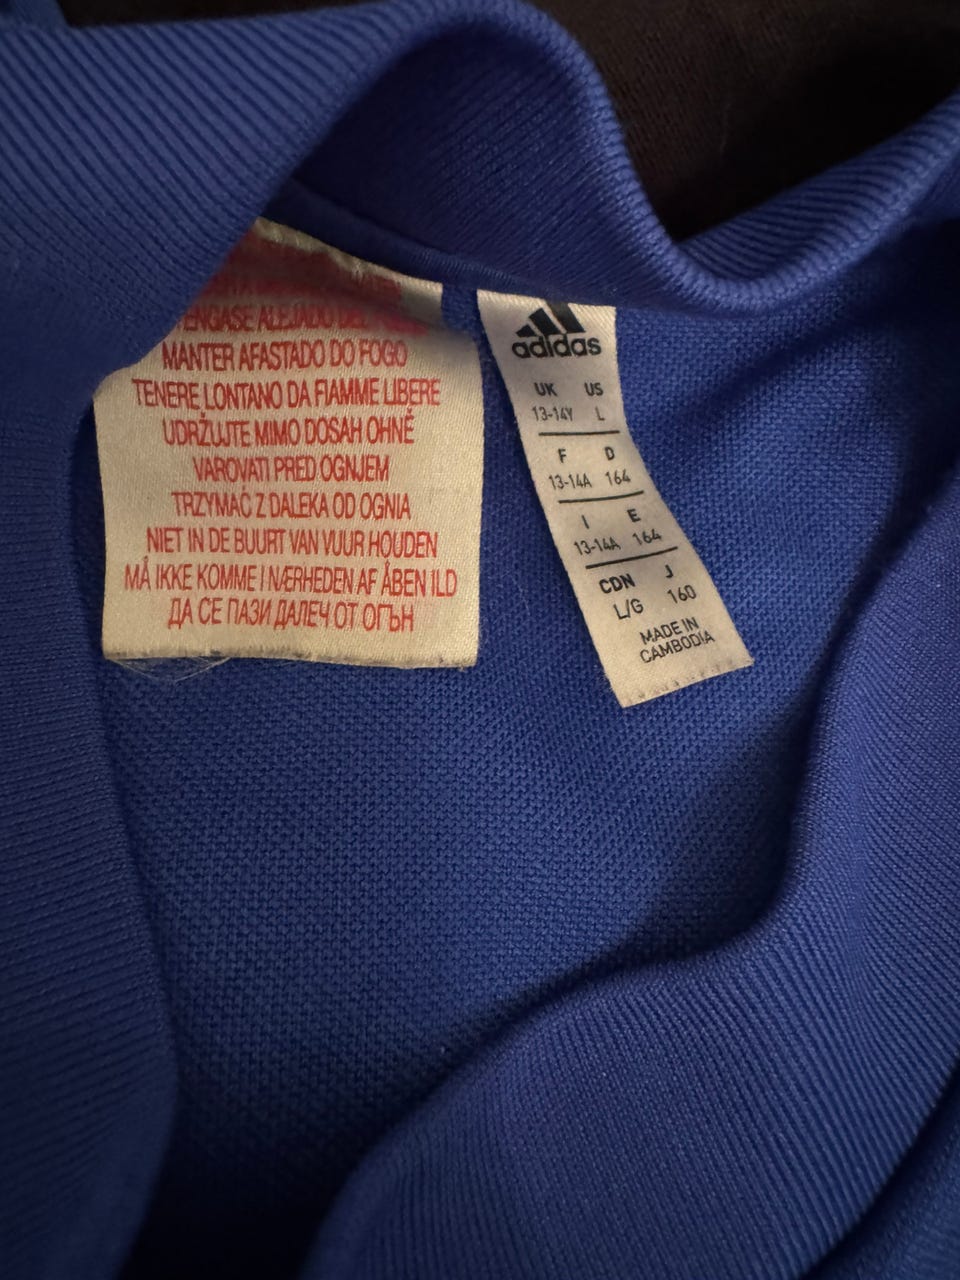 ALEJADO DEL
MANTER AFASTADO DO FOGO
TENERE LONTANO DA FIAMME LIBERE
UDRŽUJTE MIMO DOSAH OHNĚ
VAROVATI PRED OGNJEM
TRZYMAĆ Z DALEKA OD OGNIA
NIET IN DE BUURT VAN VUUR HOUDEN
MÅ IKKE KOMME I NÆRHEDEN AF ÅBEN ILD
ДА СЕ ПАЗИ ДАЛЕЧ ОТ ОГЪН
adidas
UK US
13-14Y L
F D
13-14A 164
I E
13-14A 164
CDN J
L/G 160
MADE IN
CAMBODIA